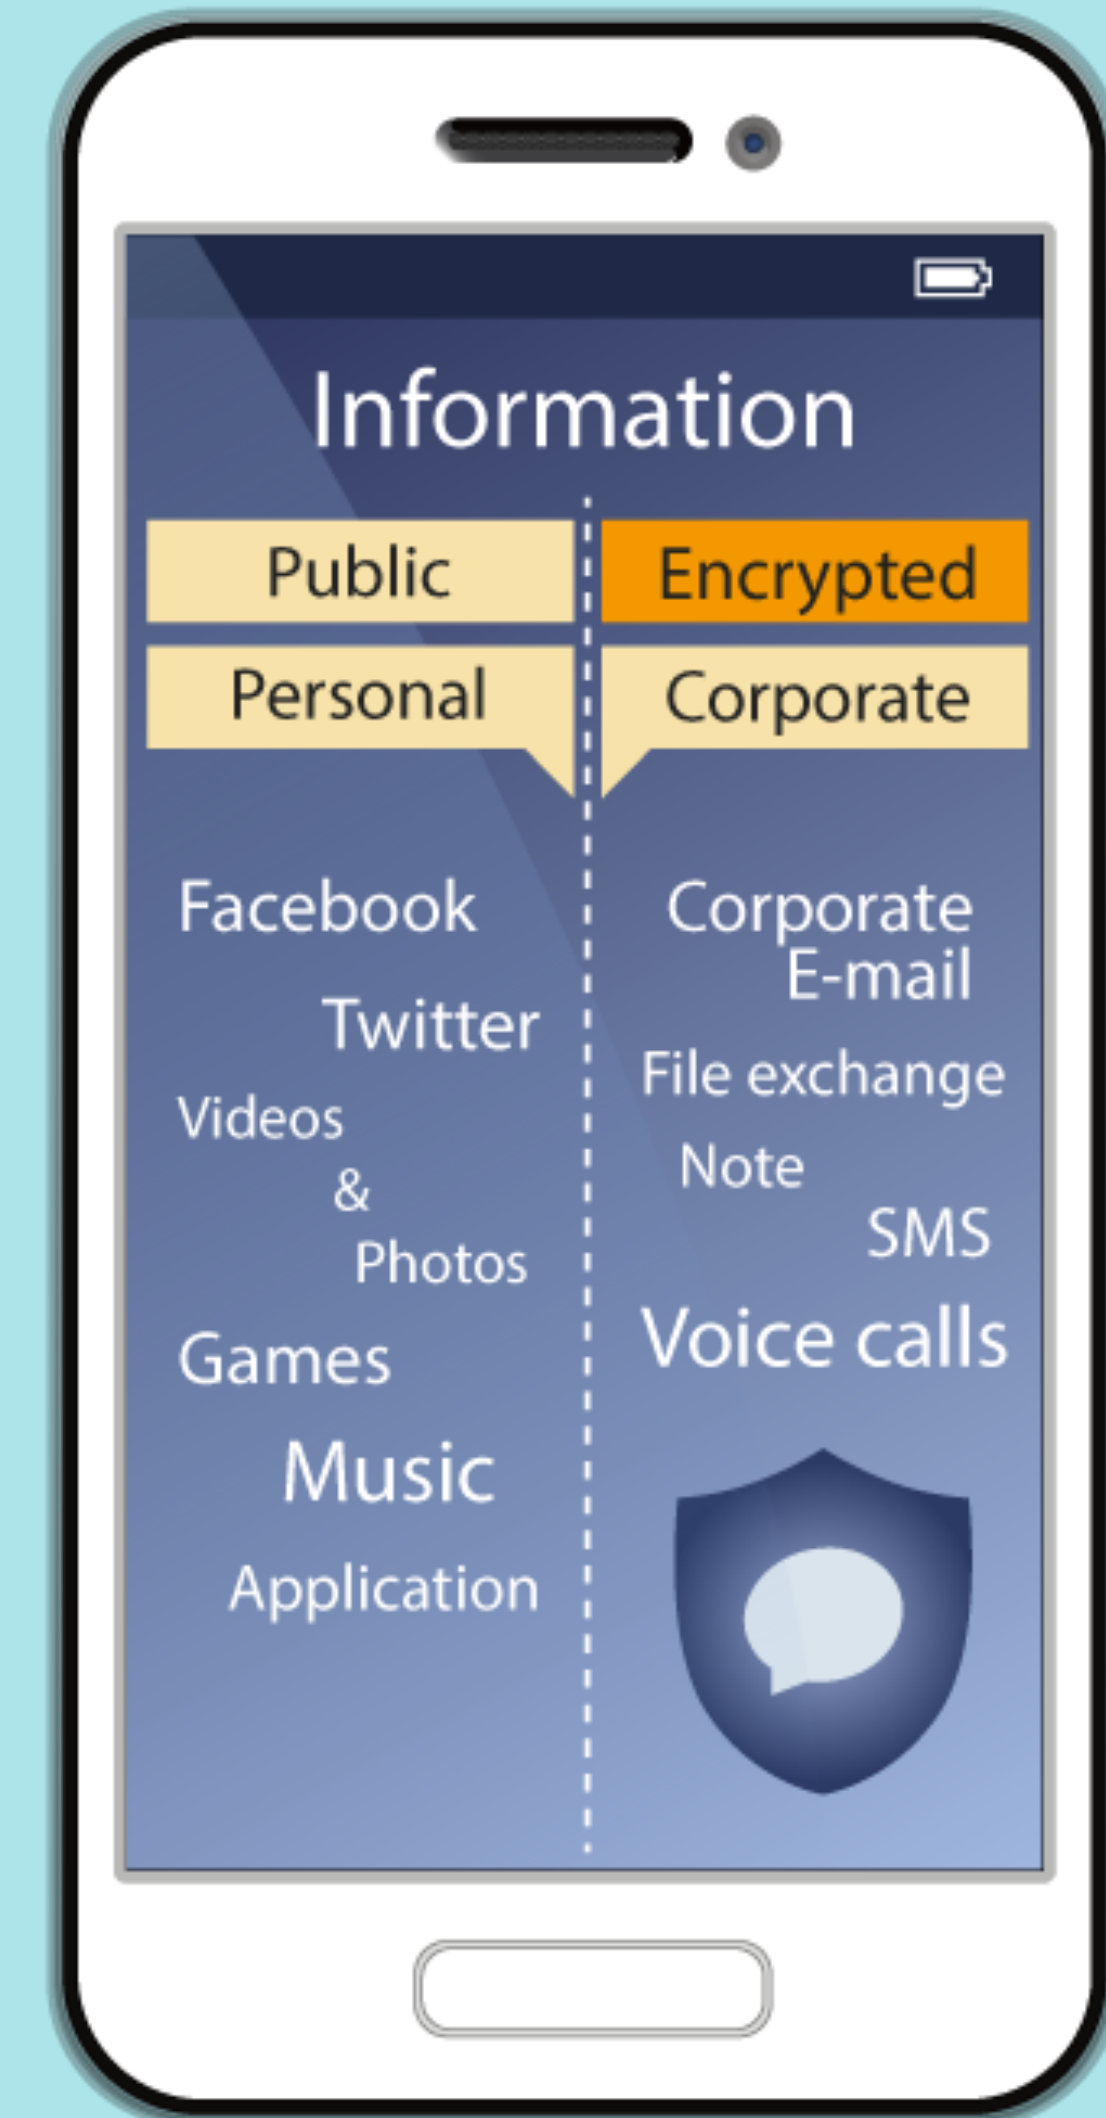 Information
Public
Personal
Facebook
Twitter
Videos
&
Photos
Games
Music
Application
Encrypted
Corporate
Corporate
E-mail
File exchange
Note
SMS
Voice calls